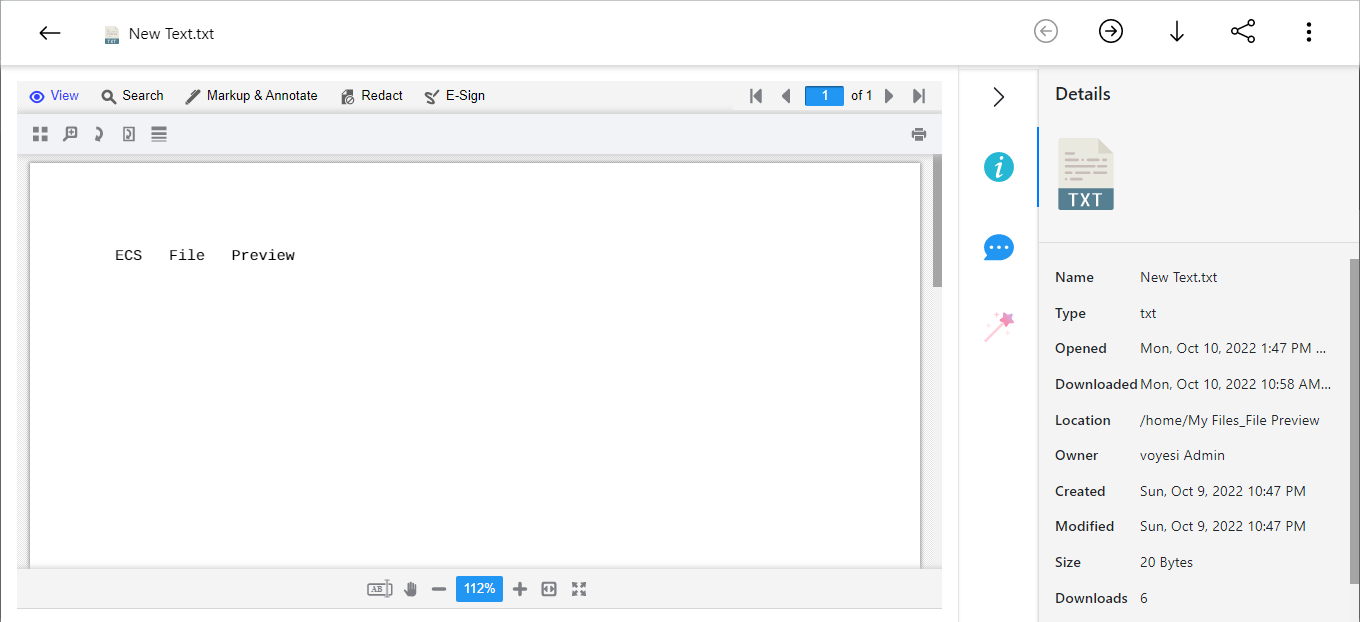 New Text.txt
View Search Markup & Annotate Redact E-Sign 1 of 1
ECS File Preview
AB
112%
Details
TXT
Name New Text.txt
Type txt
Opened Mon, Oct 10, 2022 1:47 PM ...
Downloaded Mon, Oct 10, 2022 10:58 AM...
Location /home/My Files_File Preview
Owner voyesi Admin
Created Sun, Oct 9, 2022 10:47 PM
Modified Sun, Oct 9, 2022 10:47 PM
Size 20 Bytes
Downloads 6